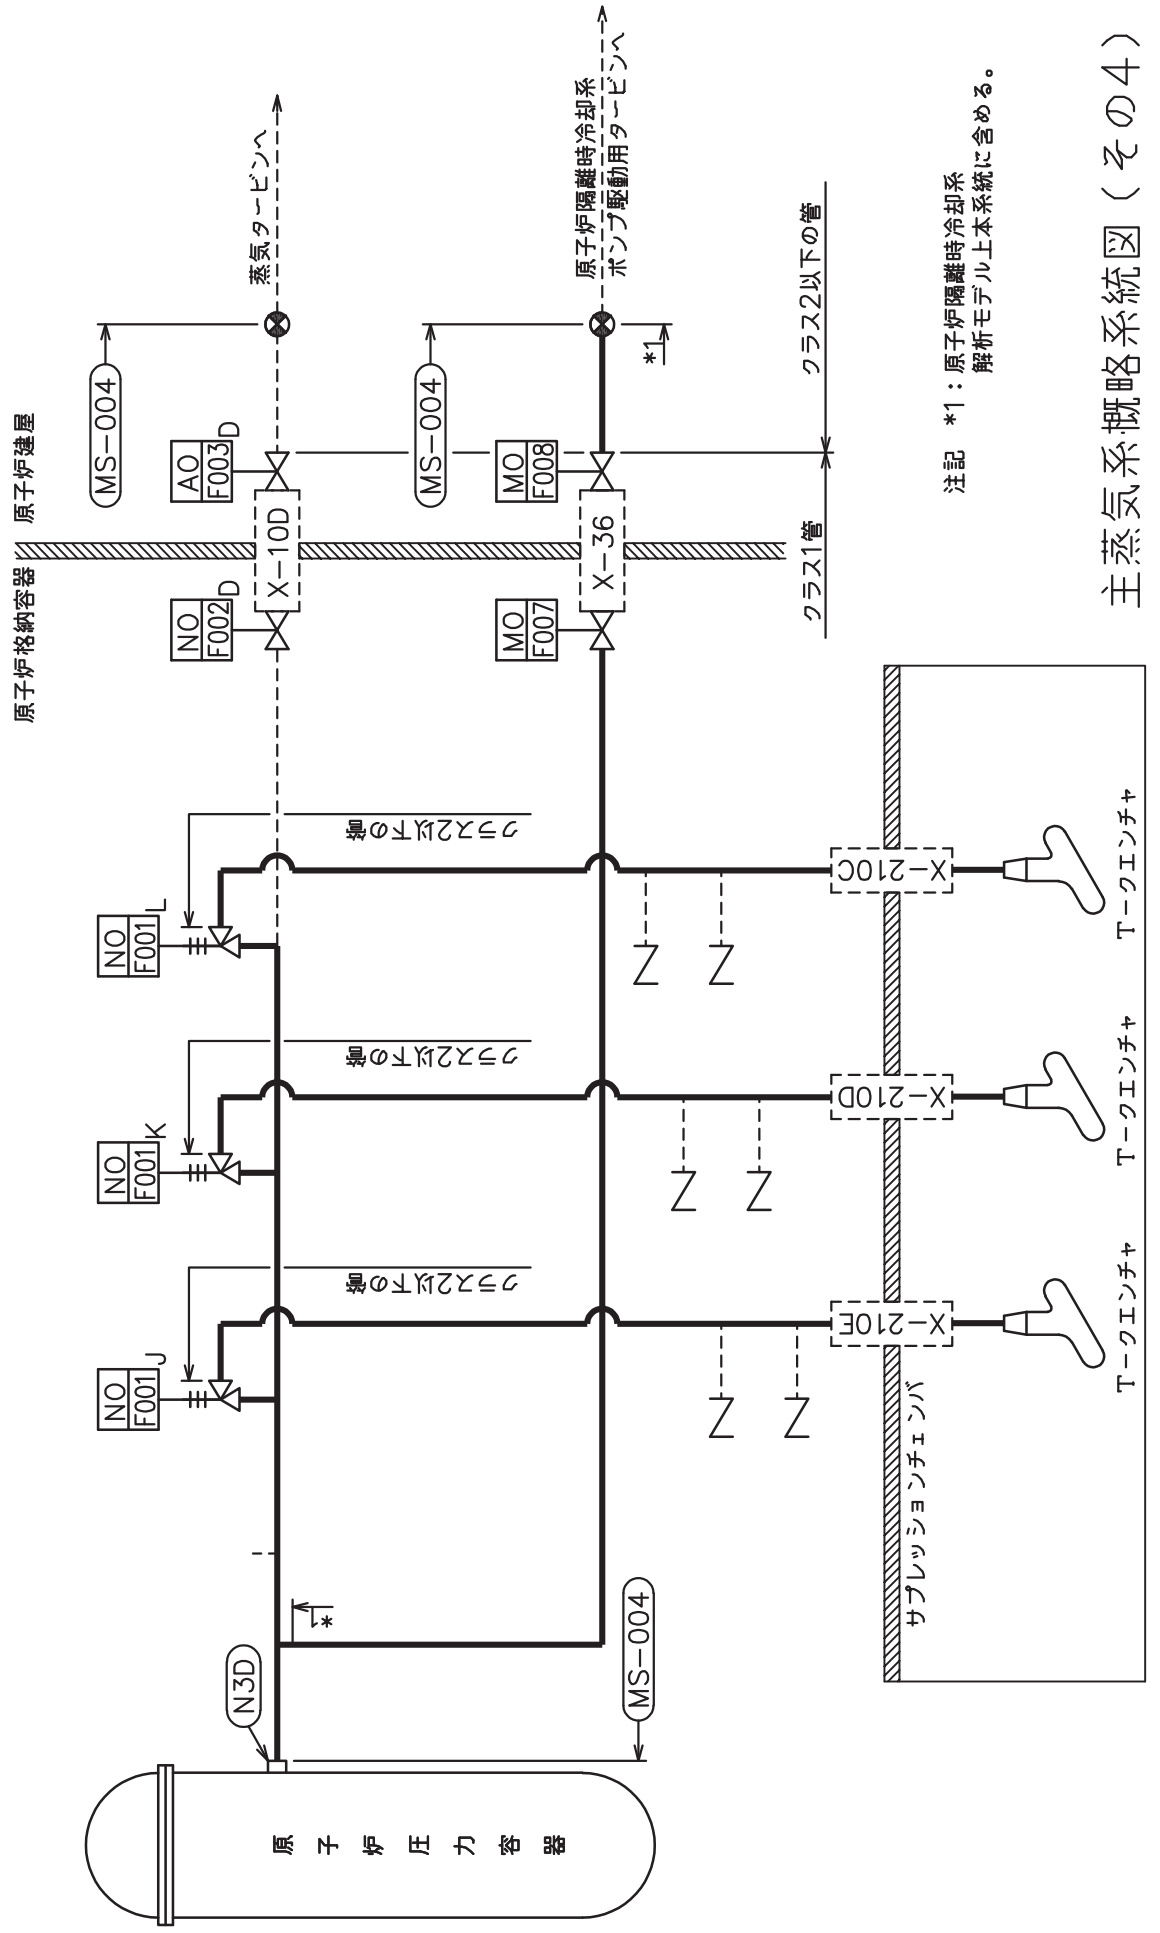 原子炉格納容器
原子炉建屋
MS-004
AO
F003
D
NO
F002
D
X-10D
蒸気タービンへ
MS-004
MO
F008
MO
F007
X-36
原子炉隔離時冷却系
ポンプ駆動用タービンへ
*1
クラス1管
クラス2以下の管
NO
F001
L
クラス2以下の管
NO
F001
K
クラス2以下の管
NO
F001
J
クラス2以下の管
*1
N3D
MS-004
原子炉圧力容器
X-210C
X-210D
X-210E
サプレッションチェンバ
T-クエンチャ
T-クエンチャ
T-クエンチャ
注記 *1:原子炉隔離時冷却系
解析モデル上本系統に含める。
主蒸気系概略系統図(その4)